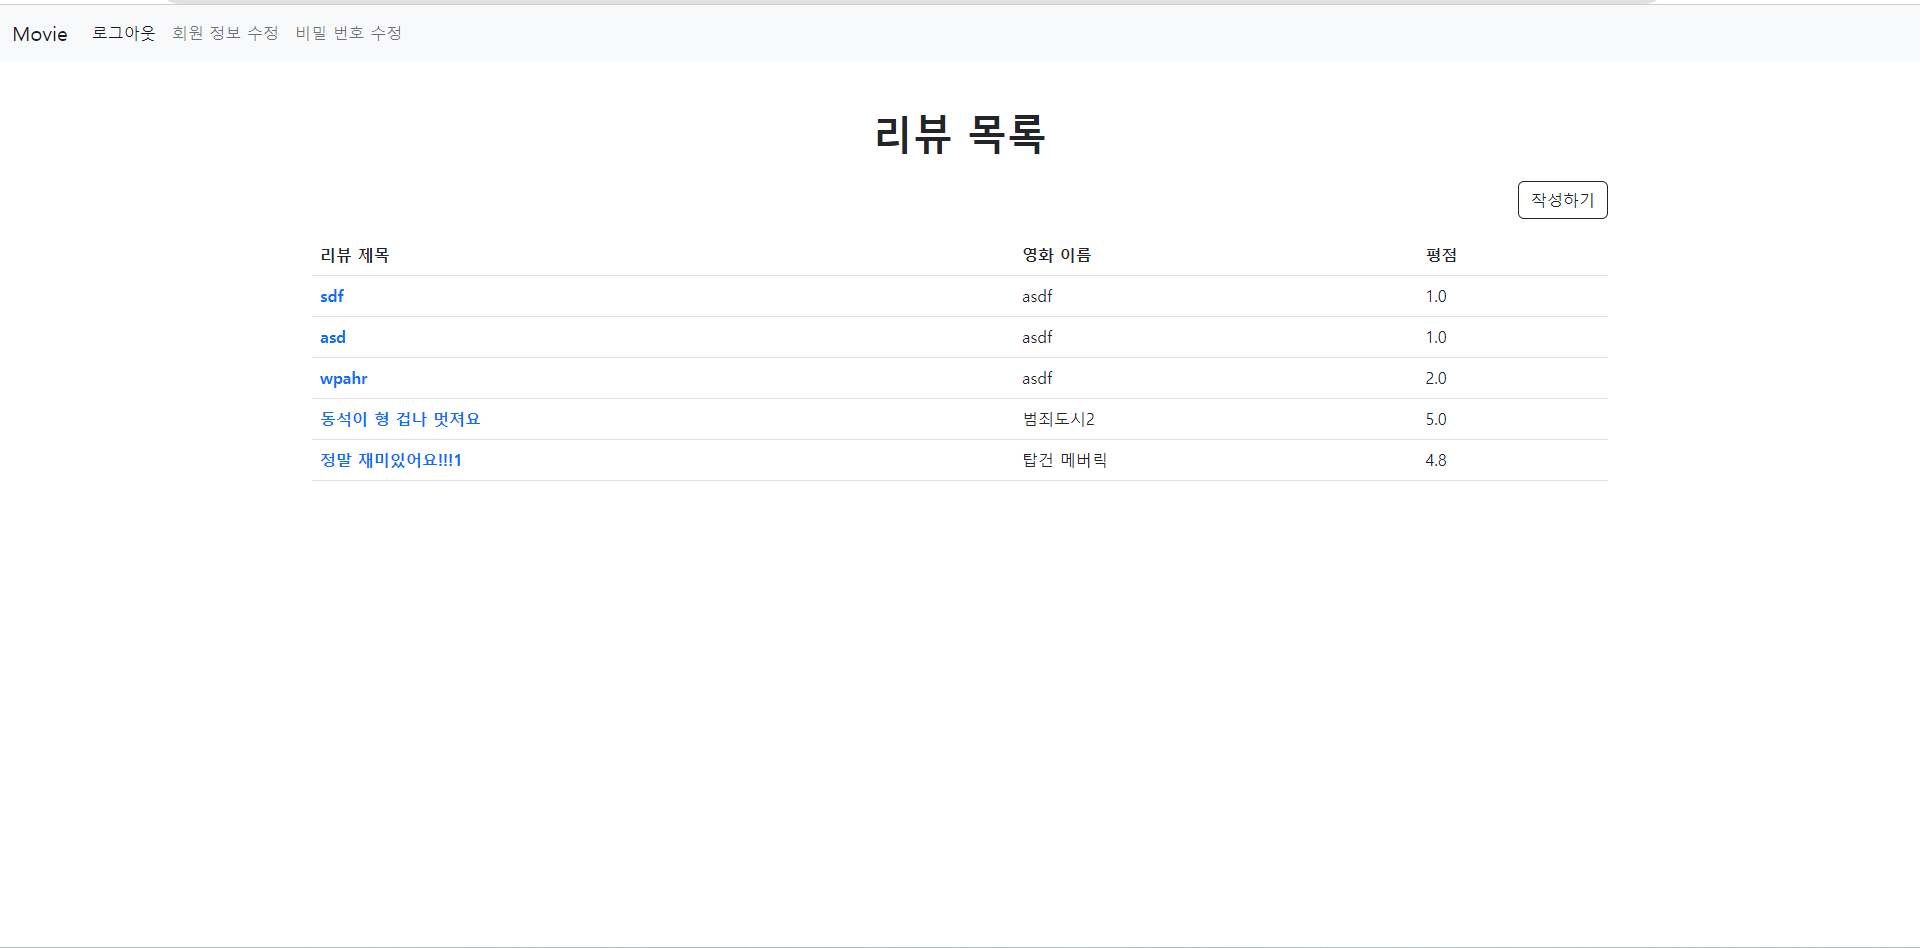 Movie 로그아웃 회원 정보 수정 비밀 번호 수정
리뷰 목록
작성하기
리뷰 제목 영화 이름 평점
sdf asdf 1.0
asd asdf 1.0
wpahr asdf 2.0
동석이 형 겁나 멋져요 범죄도시2 5.0
정말 재미있어요!!!1 탑건 메버릭 4.8